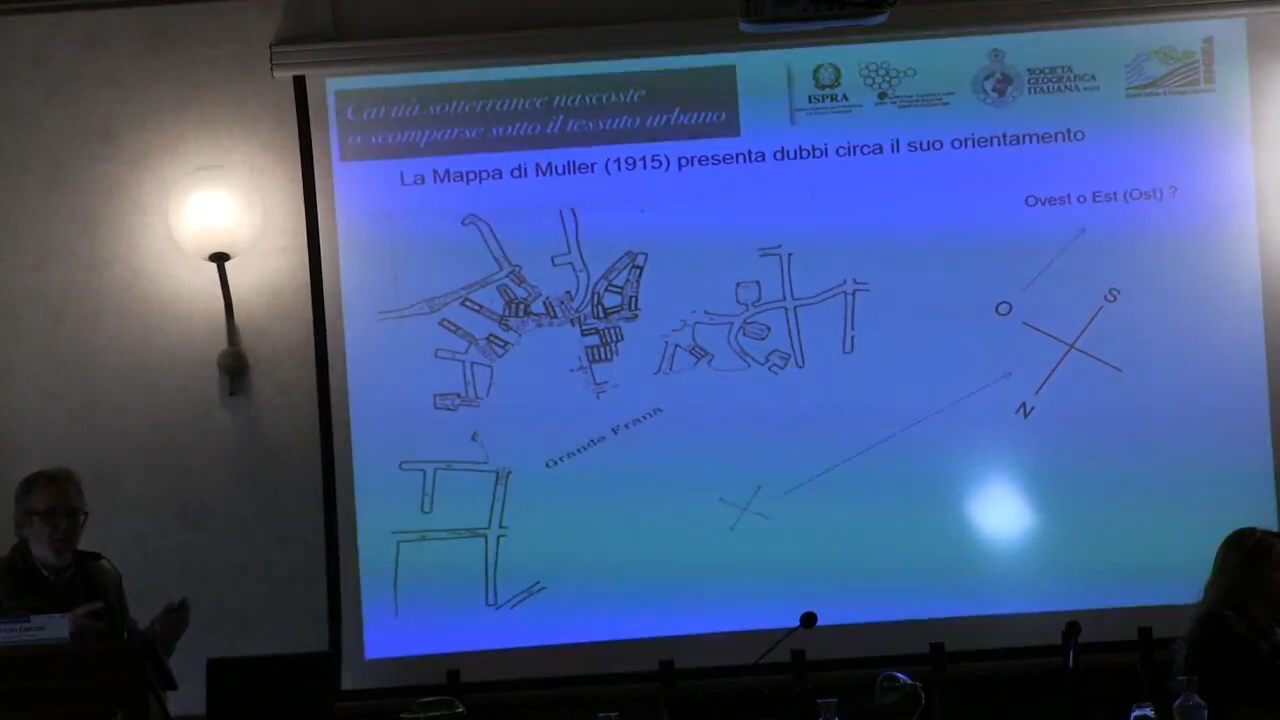 Cavità sotterranee nascoste
o scomparse sotto il tessuto urbano
ISPRA
SOCIETÀ
GEOGRAFICA
ITALIANA
La Mappa di Muller (1915) presenta dubbi circa il suo orientamento
Ovest o Est (Ost) ?
O
S
N
Grande Frana